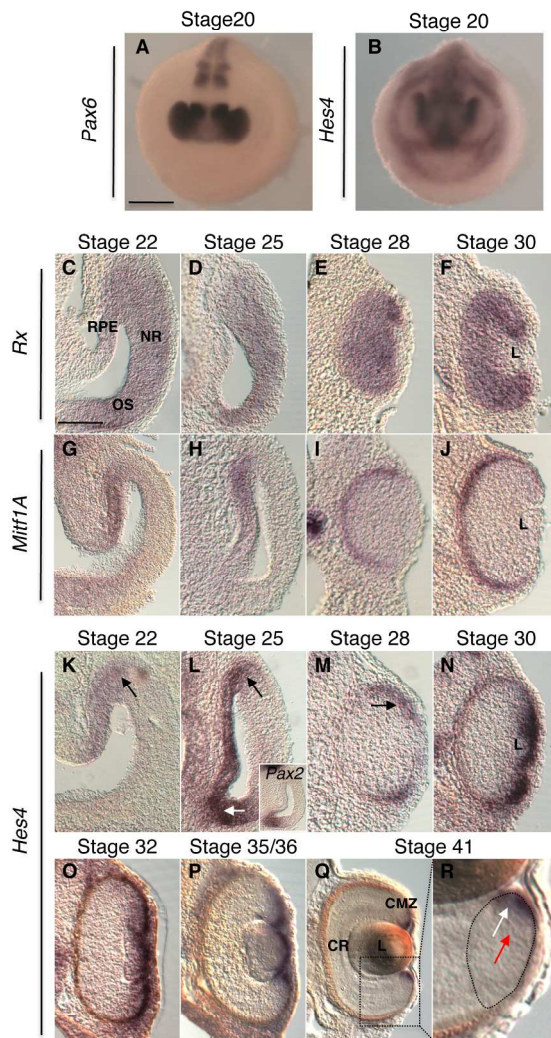 Stage20 Stage 20
Pax6 A Hes4 B
Stage 22 Stage 25 Stage 28 Stage 30
Rx C D E F
RPE NR L
OS
Mitf1A G H I J
L
Stage 22 Stage 25 Stage 28 Stage 30
Hes4 K L M N
L
Pax2
Stage 32 Stage 35/36 Stage 41
O P Q R
CMZ
CR L